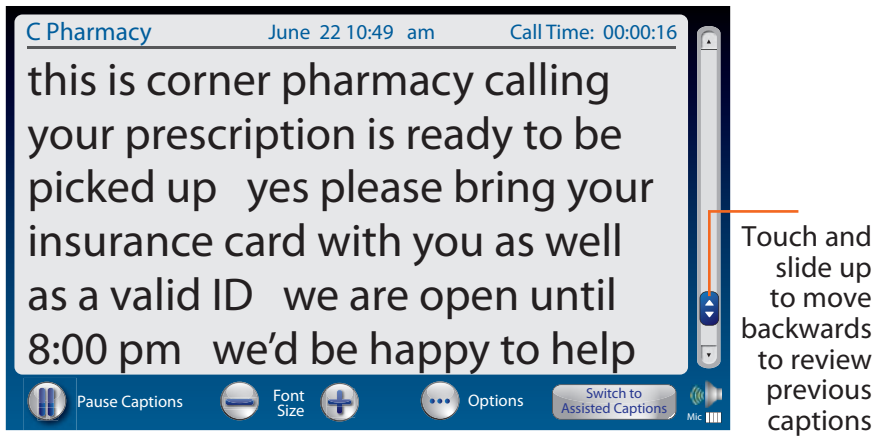 C Pharmacy June 22 10:49 am Call Time: 00:00:16
this is corner pharmacy calling
your prescription is ready to be
picked up yes please bring your
insurance card with you as well
as a valid ID we are open until
8:00 pm we’d be happy to help
Pause Captions
Font
Size
Options
Switch to
Assisted Captions
Mic
Touch and
slide up
to move
backwards
to review
previous
captions